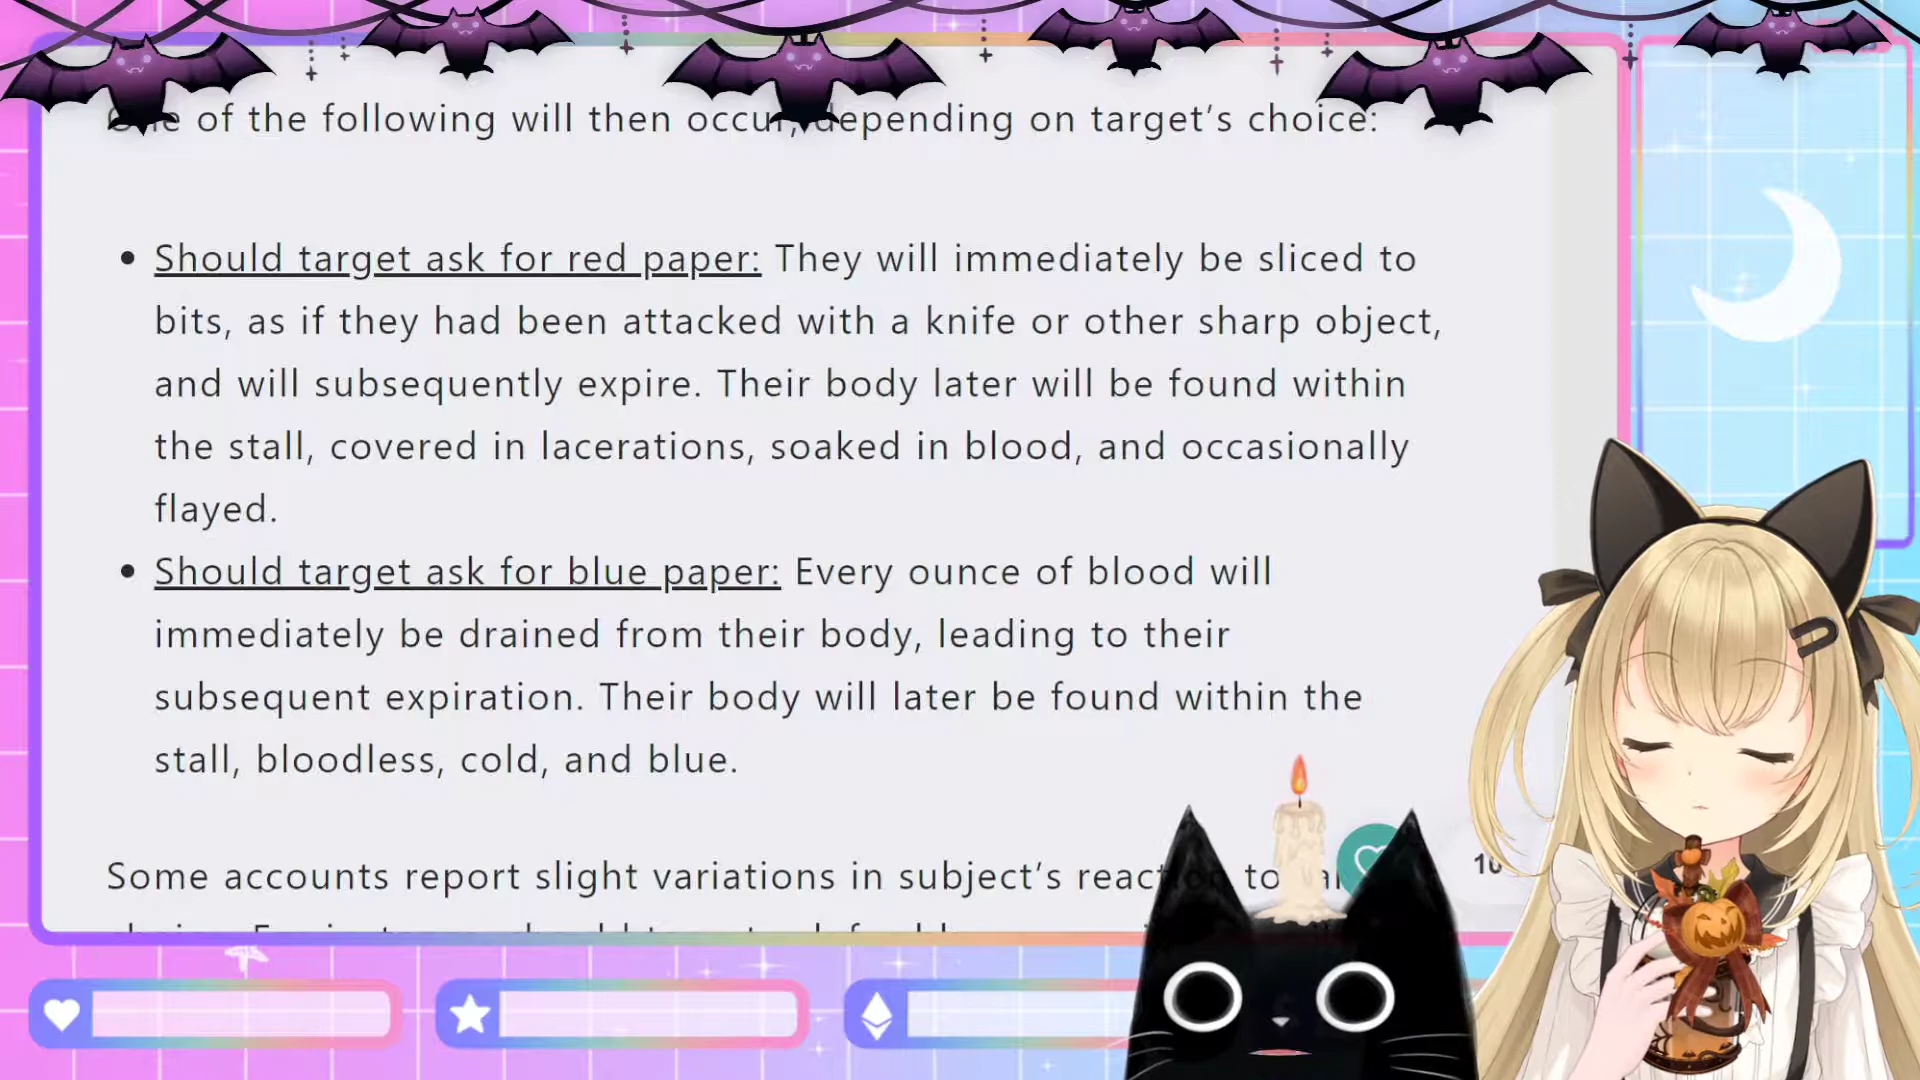 One of the following will then occur, depending on target's choice:
• Should target ask for red paper: They will immediately be sliced to
bits, as if they had been attacked with a knife or other sharp object,
and will subsequently expire. Their body later will be found within
the stall, covered in lacerations, soaked in blood, and occasionally
flayed.
• Should target ask for blue paper: Every ounce of blood will
immediately be drained from their body, leading to their
subsequent expiration. Their body will later be found within the
stall, bloodless, cold, and blue.
Some accounts report slight variations in subject's reaction to